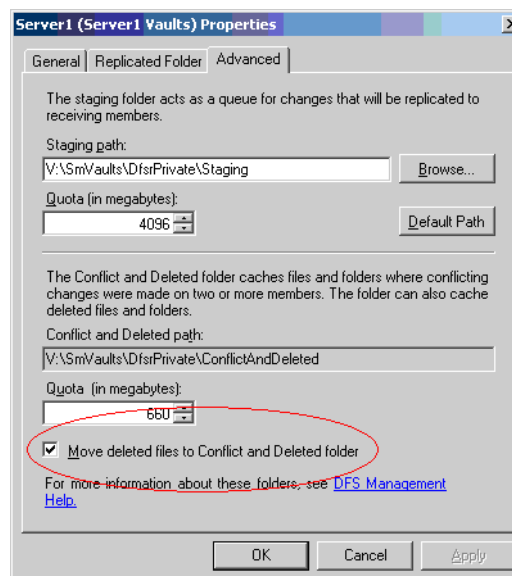 Server1 (Server1 Vaults) Properties
General Replicated Folder Advanced
The staging folder acts as a queue for changes that will be replicated to
receiving members.
Staging path:
V:\SmVaults\DfsrPrivate\Staging Browse...
Quota (in megabytes):
4096 Default Path
The Conflict and Deleted folder caches files and folders where conflicting
changes were made on two or more members. The folder can also cache
deleted files and folders.
Conflict and Deleted path:
V:\SmVaults\DfsrPrivate\ConflictAndDeleted
Quota (in megabytes):
660
Move deleted files to Conflict and Deleted folder
For more information about these folders, see DFS Management
Help.
OK Cancel Apply